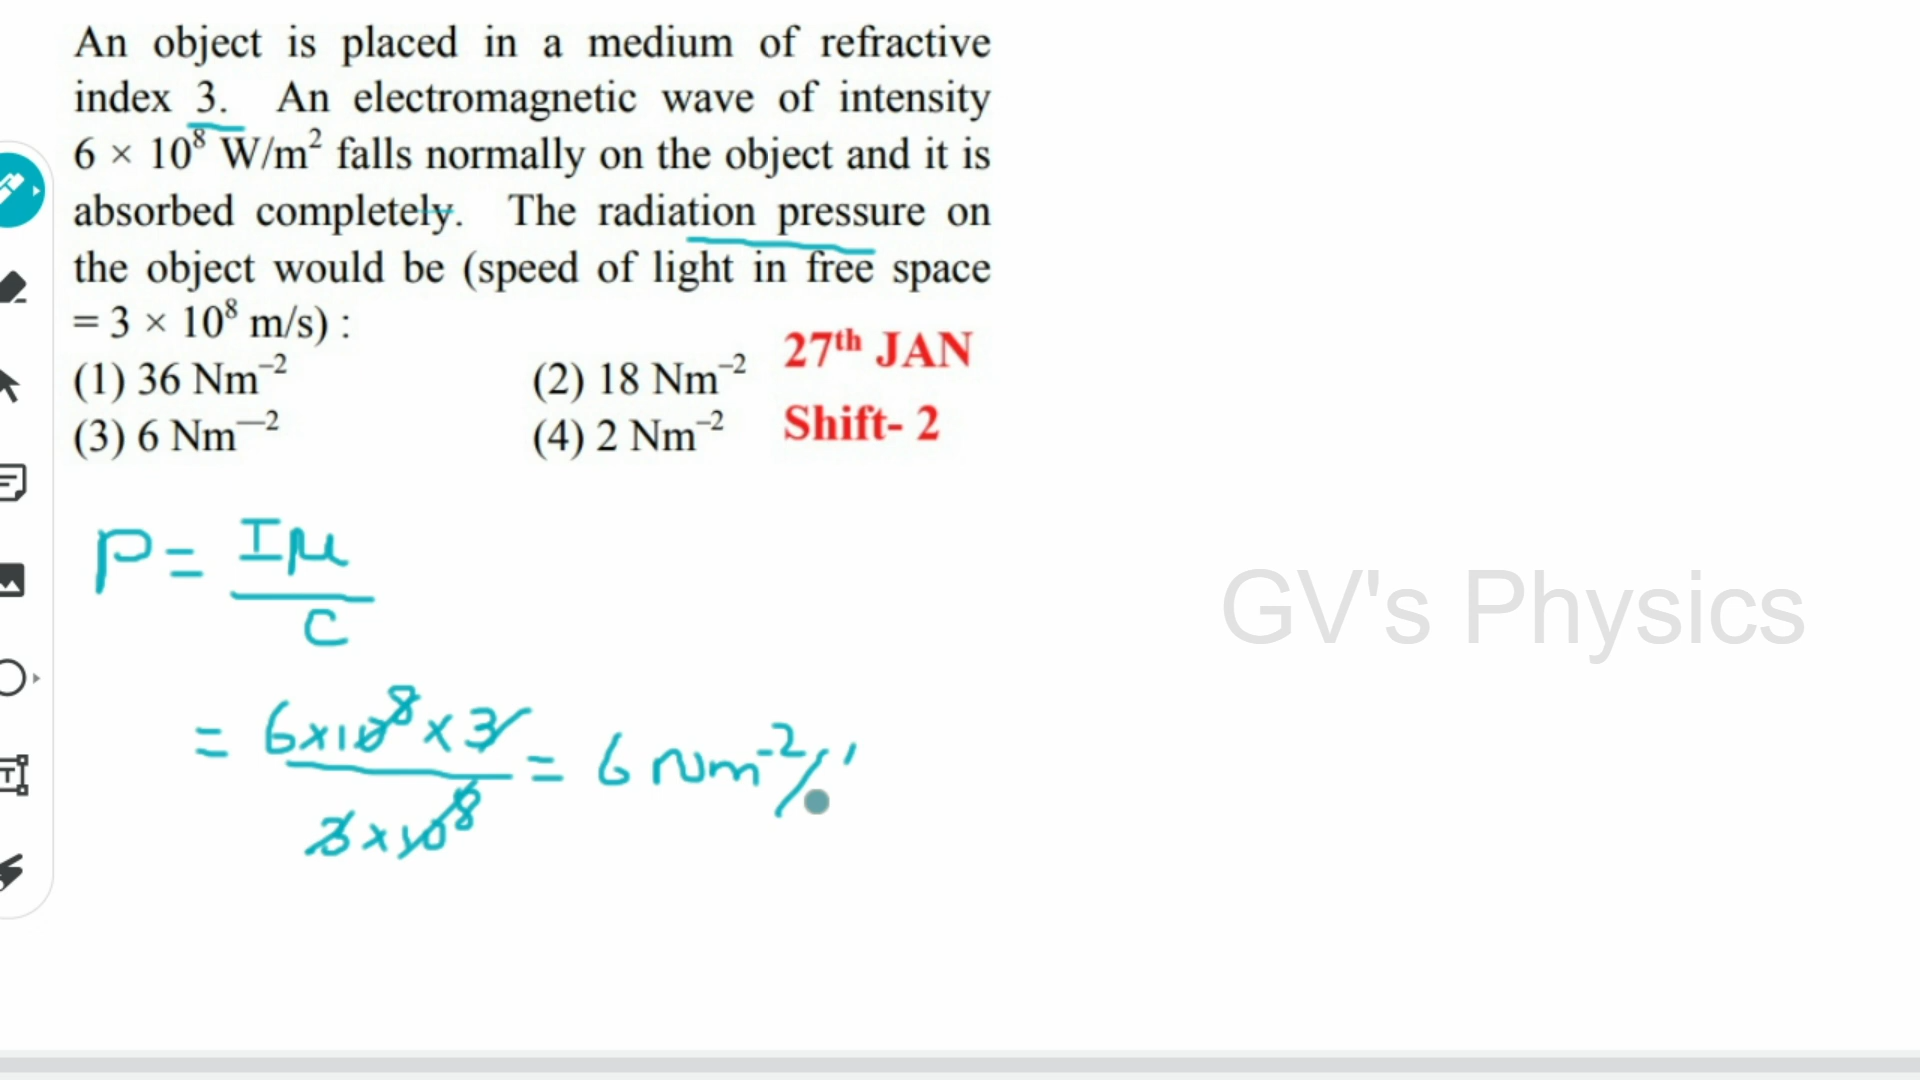 An object is placed in a medium of refractive
index 3. An electromagnetic wave of intensity
6 × 10⁸ W/m² falls normally on the object and it is
absorbed completely. The radiation pressure on
the object would be (speed of light in free space
= 3 × 10⁸ m/s) :
(1) 36 Nm⁻² (2) 18 Nm⁻²
(3) 6 Nm⁻² (4) 2 Nm⁻²
27th JAN
Shift- 2
P = Iμ / C
= 6×10⁸ × 3 / 3×10⁸ = 6 Nm⁻² //
GV's Physics